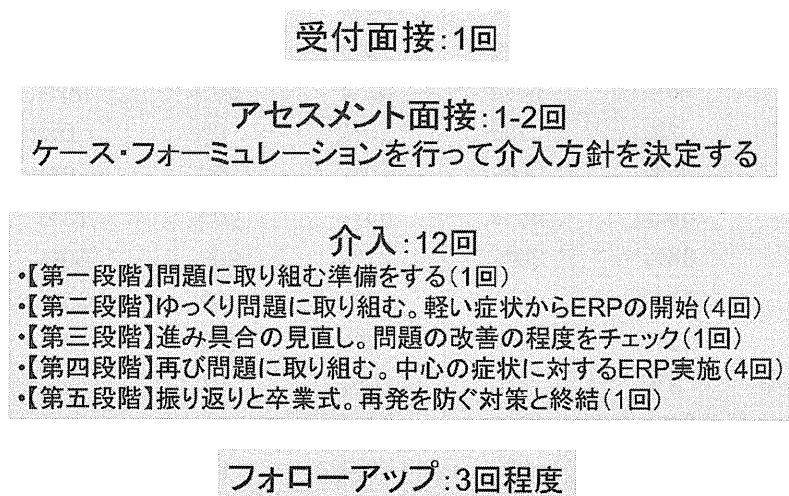 受付面接:1回
アセスメント面接:1-2回
ケース・フォーミュレーションを行って介入方針を決定する
介入:12回
・【第一段階】問題に取り組む準備をする(1回)
・【第二段階】ゆっくり問題に取り組む。軽い症状からERPの開始(4回)
・【第三段階】進み具合の見直し。問題の改善の程度をチェック(1回)
・【第四段階】再び問題に取り組む。中心の症状に対するERP実施(4回)
・【第五段階】振り返りと卒業式。再発を防ぐ対策と終結(1回)
フォローアップ:3回程度